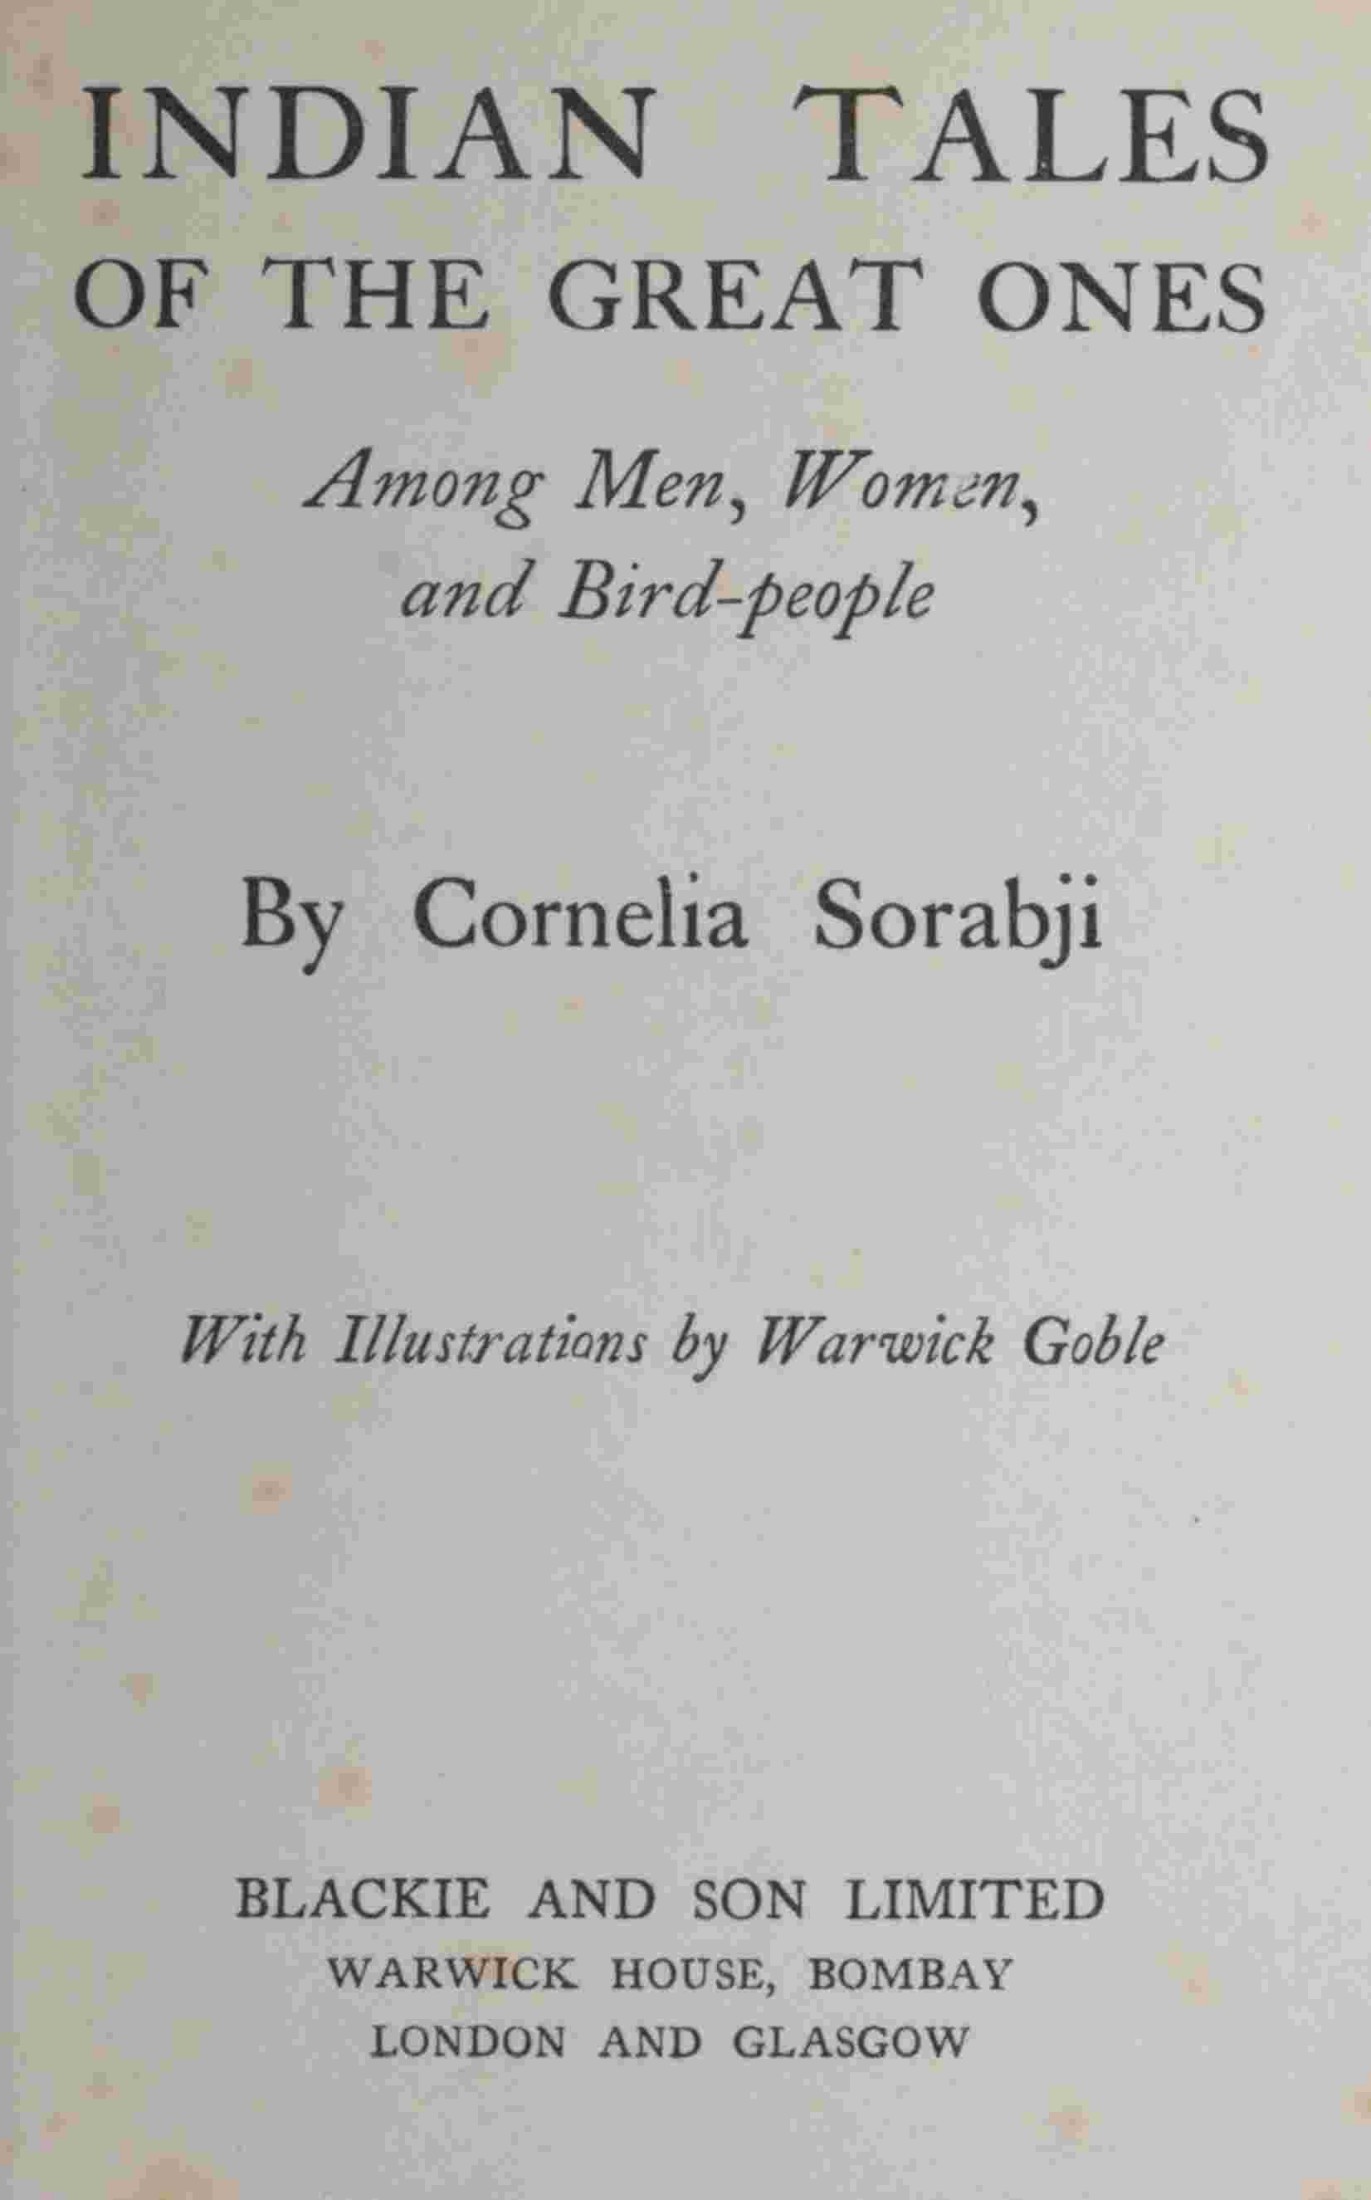 INDIAN TALES
OF THE GREAT ONES
Among Men, Women,
and Bird-people
By Cornelia Sorabji
With Illustrations by Warwick Goble
BLACKIE AND SON LIMITED
WARWICK HOUSE, BOMBAY
LONDON AND GLASGOW